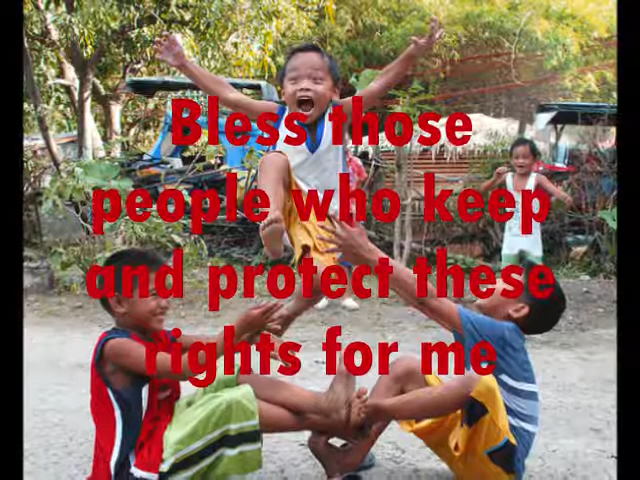 Bless those
people who keep
and protect these
rights for me